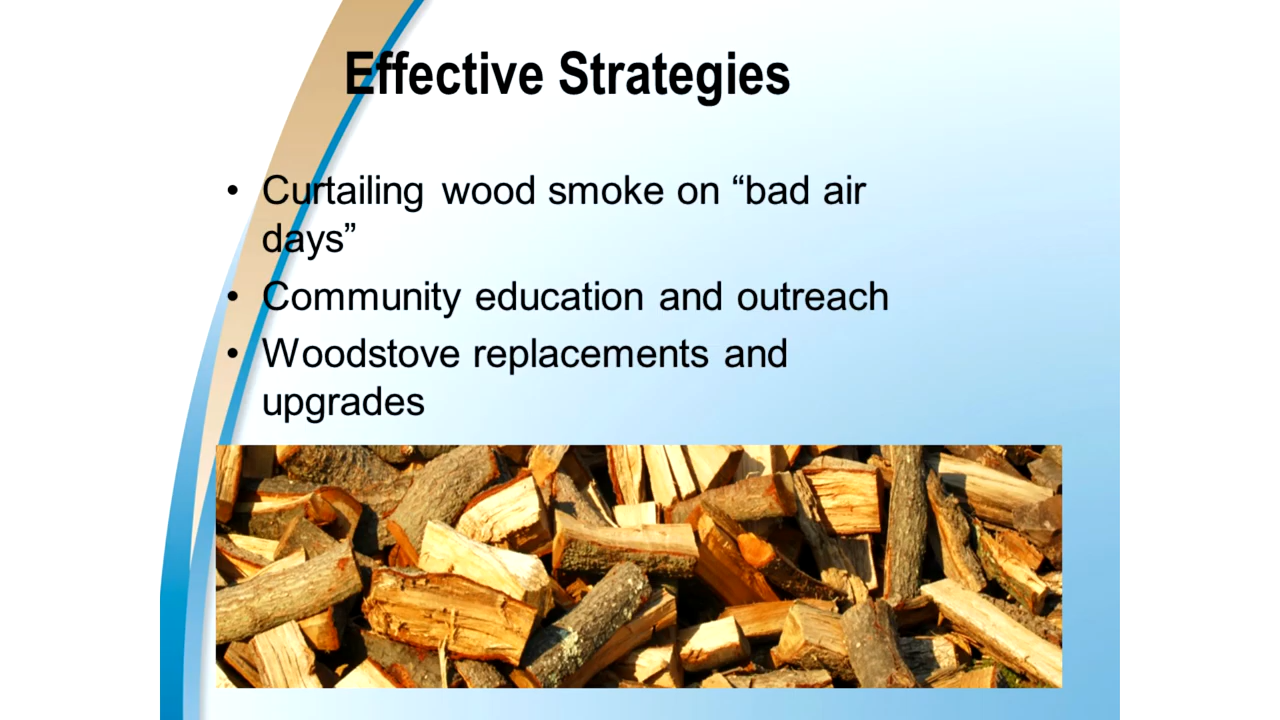 Effective Strategies
• Curtailing wood smoke on “bad air
days”
• Community education and outreach
• Woodstove replacements and
upgrades